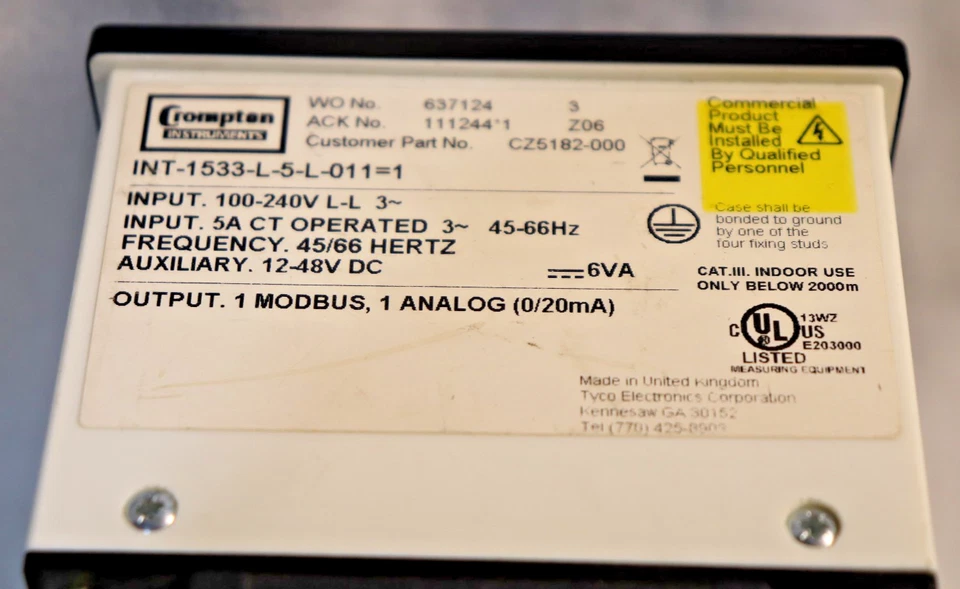 Crompton
INSTRUMENTS
WO No. 637124 3
ACK No. 111244*1 Z06
Customer Part No. CZ5182-000
INT-1533-L-5-L-011=1
INPUT. 100-240V L-L 3~
INPUT. 5A CT OPERATED 3~ 45-66Hz
FREQUENCY. 45/66 HERTZ
AUXILIARY. 12-48V DC 6VA
OUTPUT. 1 MODBUS, 1 ANALOG (0/20mA)
Commercial
Product
Must Be
Installed
By Qualified
Personnel
Case shall be
bonded to ground
by one of the
four fixing studs
CAT.III. INDOOR USE
ONLY BELOW 2000m
C UL US
13WZ
E203000
LISTED
MEASURING EQUIPMENT
Made in United Kingdom
Tyco Electronics Corporation
Kennesaw GA 30152
Tel (770) 425-8903